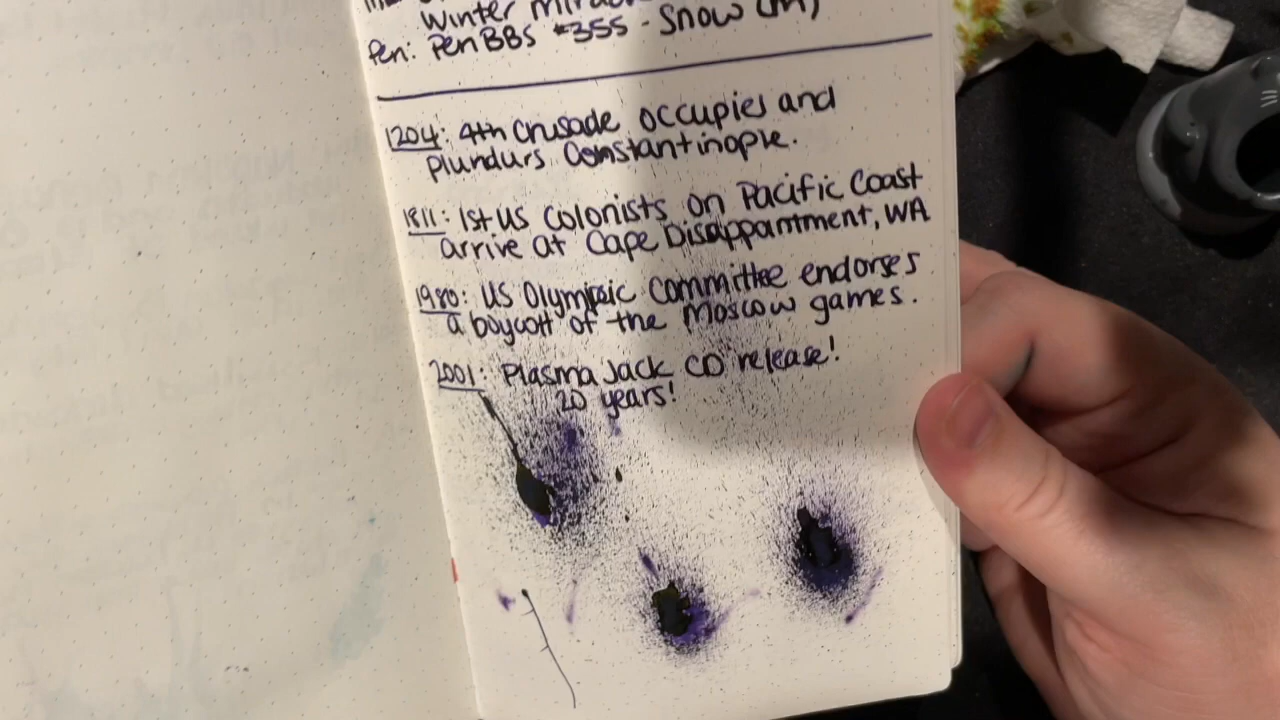 Winter
Pen: PenBBS #355 - Snow (M)
1204: 4th Crusade occupies and
plundurs Constantinople.
1811: 1st US Colonists on Pacific Coast
arrive at Cape Disappointment, WA
1980: US Olympic Committee endorses
a boycott of the Moscow games.
2001: Plasma Jack CD release!
20 years!